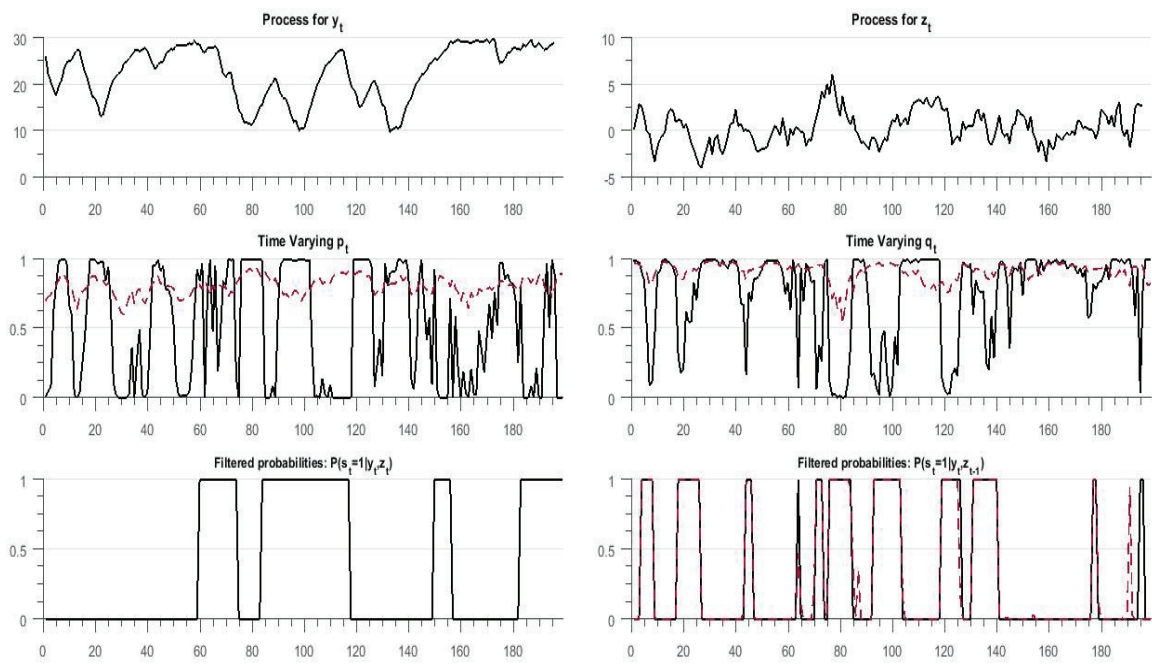 Process for y_t
30
20
10
0
0 20 40 60 80 100 120 140 160 180
Process for z_t
10
5
0
-5
0 20 40 60 80 100 120 140 160 180
Time Varying p_t
1
0.5
0
0 20 40 60 80 100 120 140 160 180
Time Varying q_t
1
0.5
0
0 20 40 60 80 100 120 140 160 180
Filtered probabilities: P(s_t=1|y_t,z_t)
1
0.5
0
0 20 40 60 80 100 120 140 160 180
Filtered probabilities: P(s_t=1|y_t,z_{t-1})
1
0.5
0
0 20 40 60 80 100 120 140 160 180